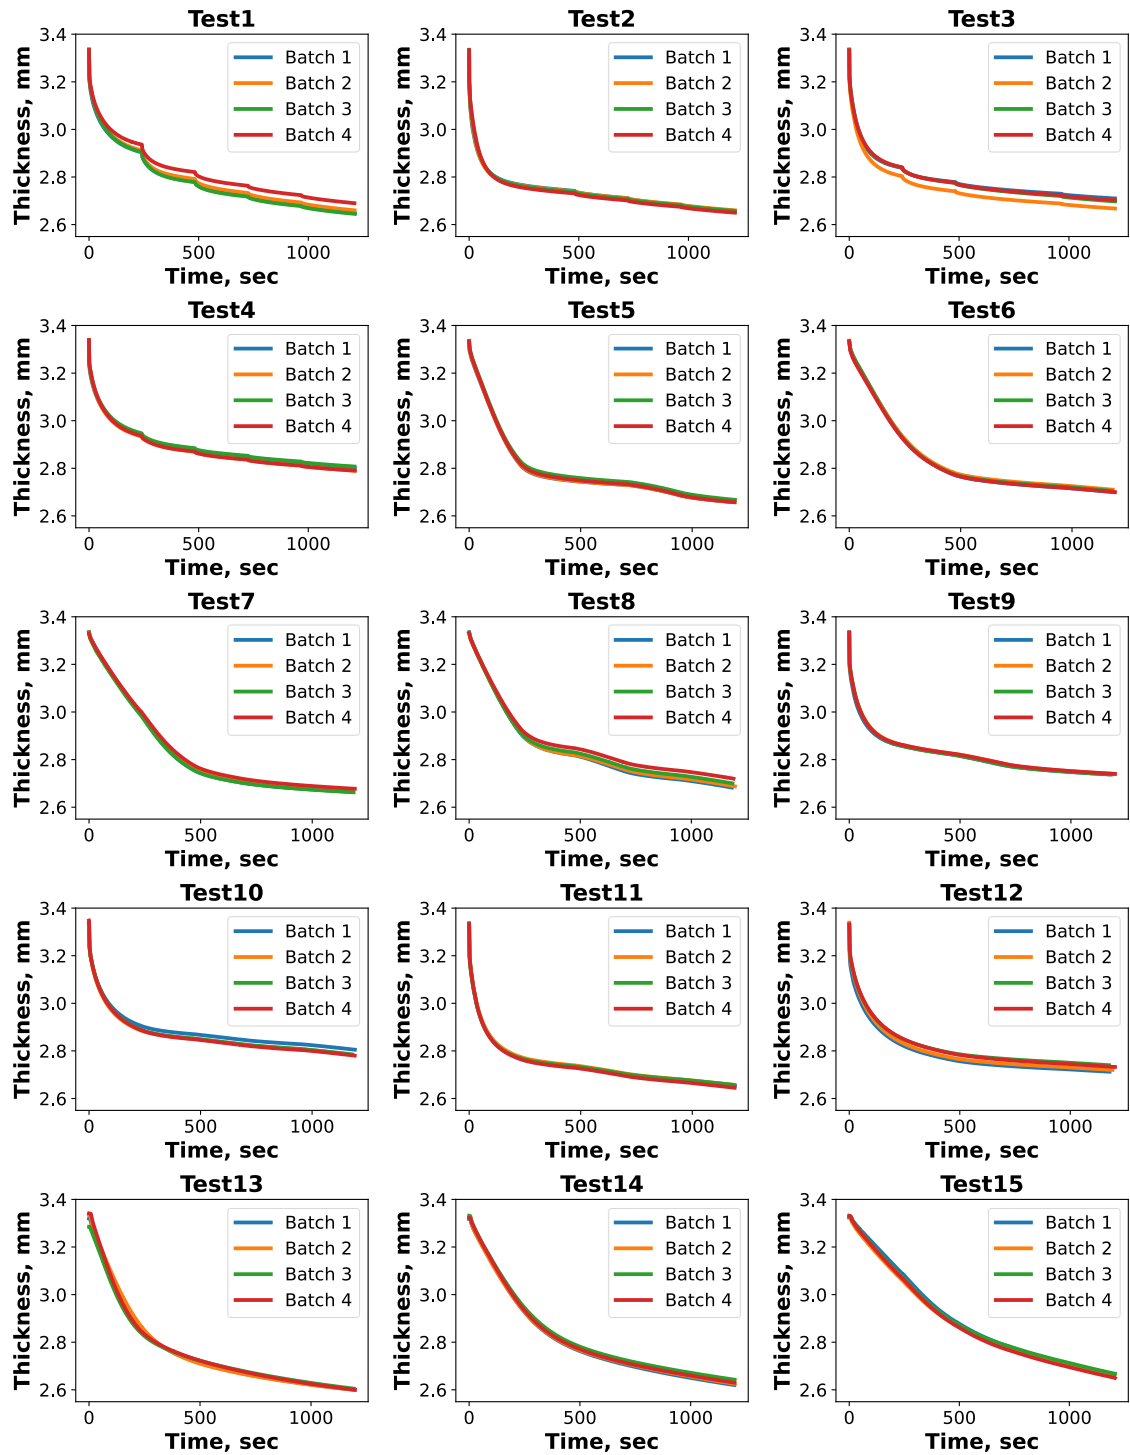 Test1
Test2
Test3
Thickness, mm
3.4
3.2
3.0
2.8
2.6
Batch 1
Batch 2
Batch 3
Batch 4
0
500
1000
Time, sec
Thickness, mm
3.4
3.2
3.0
2.8
2.6
Batch 1
Batch 2
Batch 3
Batch 4
0
500
1000
Time, sec
Thickness, mm
3.4
3.2
3.0
2.8
2.6
Batch 1
Batch 2
Batch 3
Batch 4
0
500
1000
Time, sec
Test4
Test5
Test6
Thickness, mm
3.4
3.2
3.0
2.8
2.6
Batch 1
Batch 2
Batch 3
Batch 4
0
500
1000
Time, sec
Thickness, mm
3.4
3.2
3.0
2.8
2.6
Batch 1
Batch 2
Batch 3
Batch 4
0
500
1000
Time, sec
Thickness, mm
3.4
3.2
3.0
2.8
2.6
Batch 1
Batch 2
Batch 3
Batch 4
0
500
1000
Time, sec
Test7
Test8
Test9
Thickness, mm
3.4
3.2
3.0
2.8
2.6
Batch 1
Batch 2
Batch 3
Batch 4
0
500
1000
Time, sec
Thickness, mm
3.4
3.2
3.0
2.8
2.6
Batch 1
Batch 2
Batch 3
Batch 4
0
500
1000
Time, sec
Thickness, mm
3.4
3.2
3.0
2.8
2.6
Batch 1
Batch 2
Batch 3
Batch 4
0
500
1000
Time, sec
Test10
Test11
Test12
Thickness, mm
3.4
3.2
3.0
2.8
2.6
Batch 1
Batch 2
Batch 3
Batch 4
0
500
1000
Time, sec
Thickness, mm
3.4
3.2
3.0
2.8
2.6
Batch 1
Batch 2
Batch 3
Batch 4
0
500
1000
Time, sec
Thickness, mm
3.4
3.2
3.0
2.8
2.6
Batch 1
Batch 2
Batch 3
Batch 4
0
500
1000
Time, sec
Test13
Test14
Test15
Thickness, mm
3.4
3.2
3.0
2.8
2.6
Batch 1
Batch 2
Batch 3
Batch 4
0
500
1000
Time, sec
Thickness, mm
3.4
3.2
3.0
2.8
2.6
Batch 1
Batch 2
Batch 3
Batch 4
0
500
1000
Time, sec
Thickness, mm
3.4
3.2
3.0
2.8
2.6
Batch 1
Batch 2
Batch 3
Batch 4
0
500
1000
Time, sec